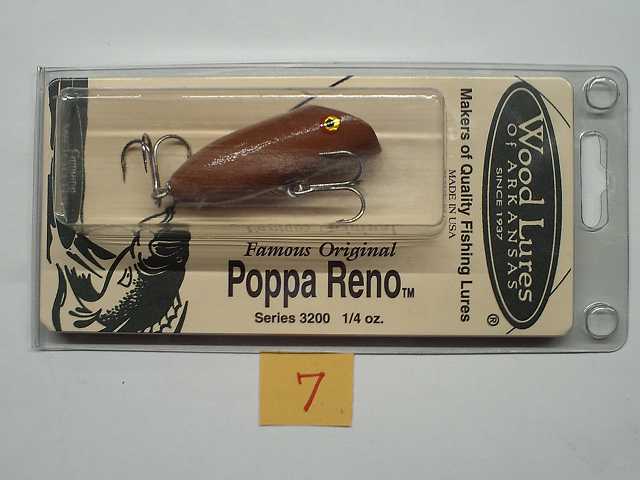 Wood Lures
OF ARKANSAS
SINCE 1937
®
Makers of Quality Fishing Lures
MADE IN USA
Famous Original
Poppa Reno™
Series 3200 1/4 oz.
7